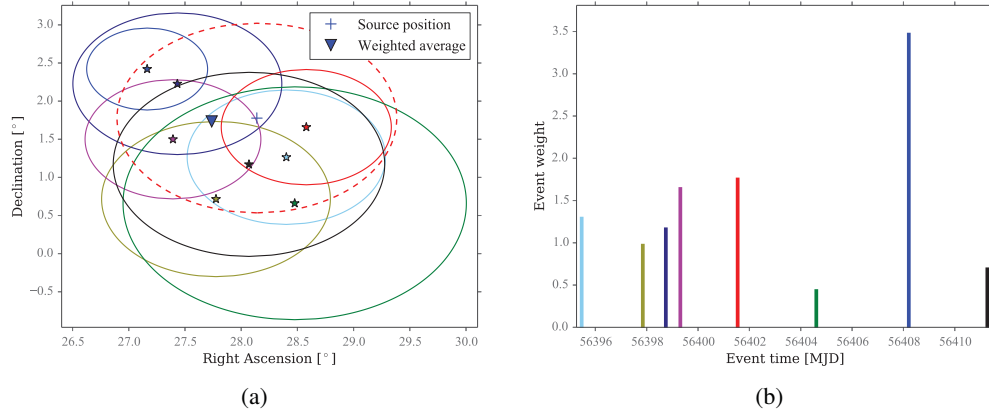 Source position
Weighted average
3.0
2.5
2.0
1.5
1.0
0.5
0.0
−0.5
Declination [°]
26.5 27.0 27.5 28.0 28.5 29.0 29.5 30.0
Right Ascension [°]
(a)
3.5
3.0
2.5
2.0
1.5
1.0
0.5
0.0
Event weight
56396 56398 56400 56402 56404 56406 56408 56410
Event time [MJD]
(b)